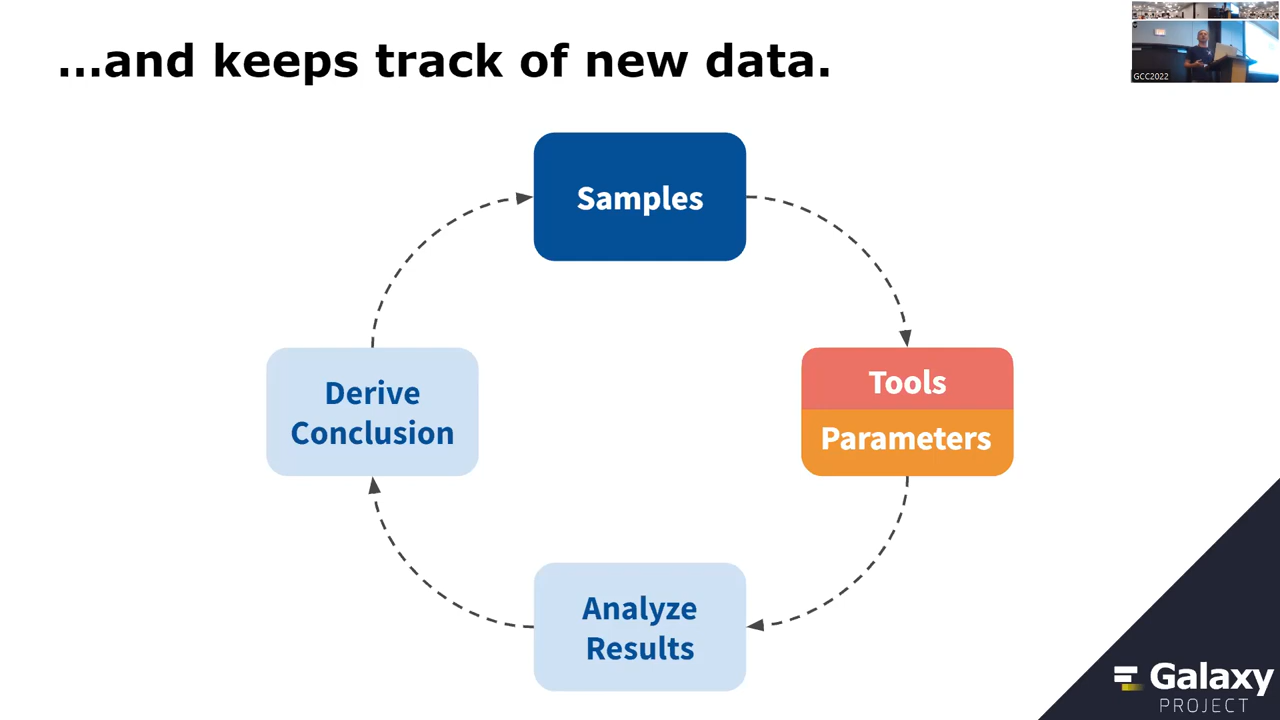 ...and keeps track of new data.
GCC2022
Samples
Tools
Parameters
Derive
Conclusion
Analyze
Results
Galaxy
PROJECT